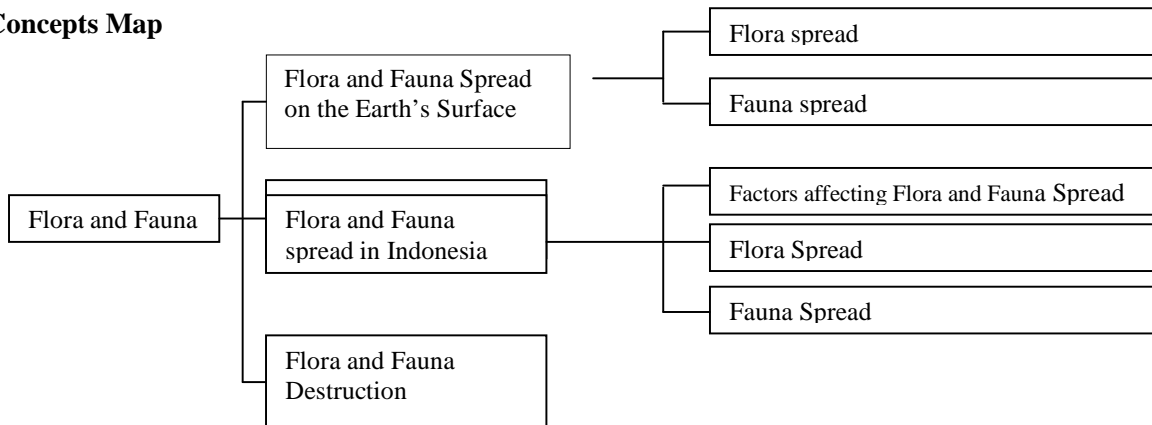 Concepts Map
Flora and Fauna
Flora and Fauna Spread
on the Earth's Surface
Flora spread
Fauna spread
Flora and Fauna
spread in Indonesia
Factors affecting Flora and Fauna Spread
Flora Spread
Fauna Spread
Flora and Fauna
Destruction